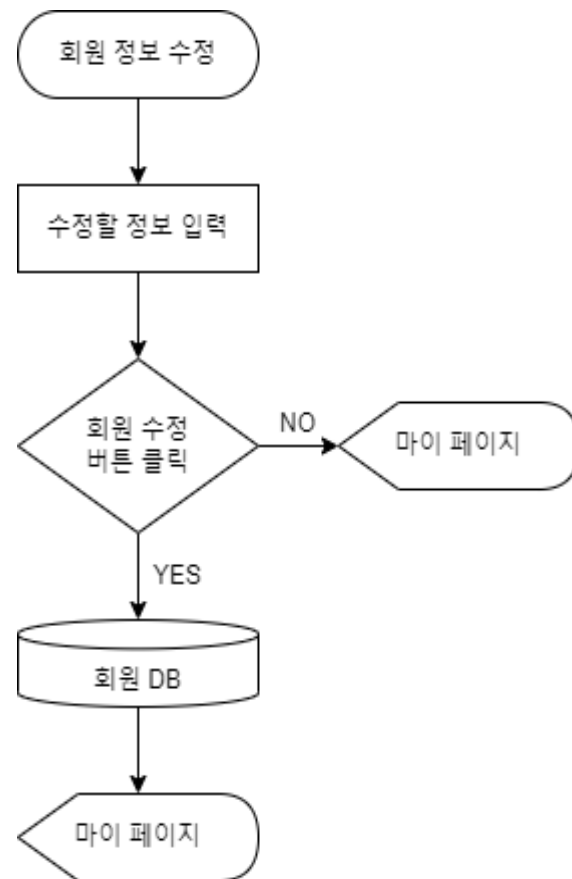 회원 정보 수정
수정할 정보 입력
회원 수정
버튼 클릭
NO
마이 페이지
YES
회원 DB
마이 페이지